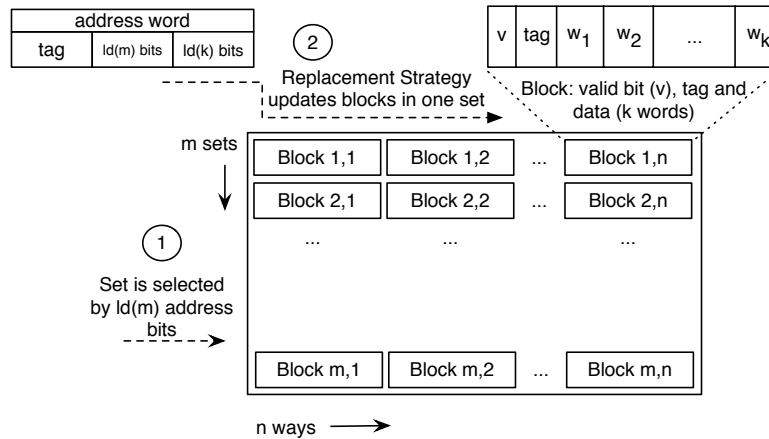 address word
tag ld(m) bits ld(k) bits
2
Replacement Strategy
updates blocks in one set
v tag w1 w2 ... wk
Block: valid bit (v), tag and
data (k words)
m sets
Block 1,1 Block 1,2 ... Block 1,n
Block 2,1 Block 2,2 ... Block 2,n
... ... ...
1
Set is selected
by ld(m) address
bits
Block m,1 Block m,2 ... Block m,n
n ways